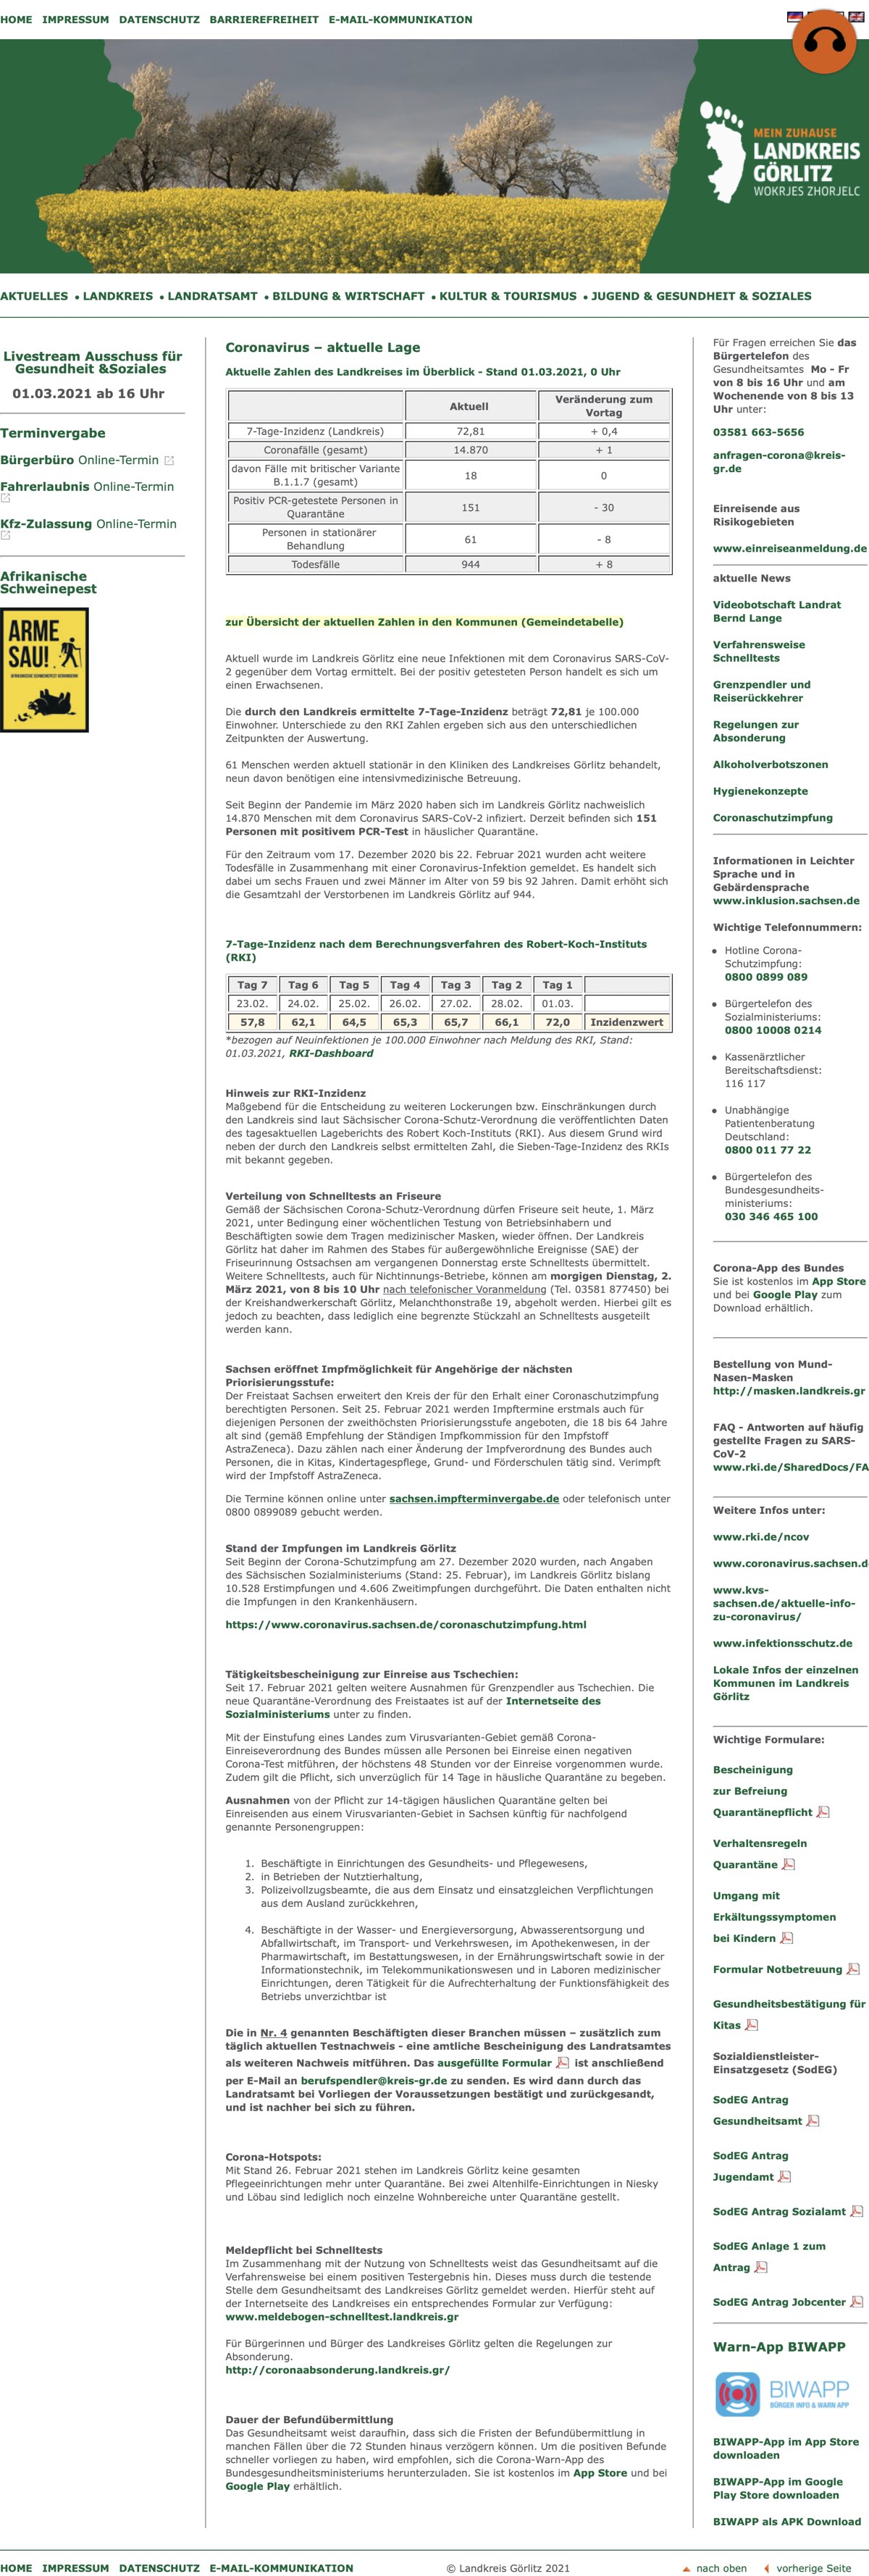 HOME IMPRESSUM DATENSCHUTZ BARRIEREFREIHEIT E-MAIL-KOMMUNIKATION
MEIN ZUHAUSE
LANDKREIS
GÖRLITZ
WOKRJES ZHORJELC
AKTUELLES • LANDKREIS • LANDRATSAMT • BILDUNG & WIRTSCHAFT • KULTUR & TOURISMUS • JUGEND & GESUNDHEIT & SOZIALES
Livestream Ausschuss für
Gesundheit &Soziales
01.03.2021 ab 16 Uhr
Terminvergabe
Bürgerbüro Online-Termin
Fahrerlaubnis Online-Termin
Kfz-Zulassung Online-Termin
Afrikanische
Schweinepest
ARME
SAU!
Coronavirus – aktuelle Lage
Aktuelle Zahlen des Landkreises im Überblick - Stand 01.03.2021, 0 Uhr
Aktuell Veränderung zum
Vortag
7-Tage-Inzidenz (Landkreis) 72,81 + 0,4
Coronafälle (gesamt) 14.870 + 1
davon Fälle mit britischer Variante
B.1.1.7 (gesamt) 18 0
Positiv PCR-getestete Personen in
Quarantäne 151 - 30
Personen in stationärer
Behandlung 61 - 8
Todesfälle 944 + 8
zur Übersicht der aktuellen Zahlen in den Kommunen (Gemeindetabelle)
Aktuell wurde im Landkreis Görlitz eine neue Infektionen mit dem Coronavirus SARS-CoV-
2 gegenüber dem Vortag ermittelt. Bei der positiv getesteten Person handelt es sich um
einen Erwachsenen.
Die durch den Landkreis ermittelte 7-Tage-Inzidenz beträgt 72,81 je 100.000
Einwohner. Unterschiede zu den RKI Zahlen ergeben sich aus den unterschiedlichen
Zeitpunkten der Auswertung.
61 Menschen werden aktuell stationär in den Kliniken des Landkreises Görlitz behandelt,
neun davon benötigen eine intensivmedizinische Betreuung.
Seit Beginn der Pandemie im März 2020 haben sich im Landkreis Görlitz nachweislich
14.870 Menschen mit dem Coronavirus SARS-CoV-2 infiziert. Derzeit befinden sich 151
Personen mit positivem PCR-Test in häuslicher Quarantäne.
Für den Zeitraum vom 17. Dezember 2020 bis 22. Februar 2021 wurden acht weitere
Todesfälle in Zusammenhang mit einer Coronavirus-Infektion gemeldet. Es handelt sich
dabei um sechs Frauen und zwei Männer im Alter von 59 bis 92 Jahren. Damit erhöht sich
die Gesamtzahl der Verstorbenen im Landkreis Görlitz auf 944.
7-Tage-Inzidenz nach dem Berechnungsverfahren des Robert-Koch-Instituts
(RKI)
Tag 7 Tag 6 Tag 5 Tag 4 Tag 3 Tag 2 Tag 1
23.02. 24.02. 25.02. 26.02. 27.02. 28.02. 01.03.
57,8 62,1 64,5 65,3 65,7 66,1 72,0 Inzidenzwert
*bezogen auf Neuinfektionen je 100.000 Einwohner nach Meldung des RKI, Stand:
01.03.2021, RKI-Dashboard
Hinweis zur RKI-Inzidenz
Maßgebend für die Entscheidung zu weiteren Lockerungen bzw. Einschränkungen durch
den Landkreis sind laut Sächsischer Corona-Schutz-Verordnung die veröffentlichten Daten
des tagesaktuellen Lageberichts des Robert Koch-Instituts (RKI). Aus diesem Grund wird
neben der durch den Landkreis selbst ermittelten Zahl, die Sieben-Tage-Inzidenz des RKIs
mit bekannt gegeben.
Verteilung von Schnelltests an Friseure
Gemäß der Sächsischen Corona-Schutz-Verordnung dürfen Friseure seit heute, 1. März
2021, unter Bedingung einer wöchentlichen Testung von Betriebsinhabern und
Beschäftigten sowie dem Tragen medizinischer Masken, wieder öffnen. Der Landkreis
Görlitz hat daher im Rahmen des Stabes für außergewöhnliche Ereignisse (SAE) der
Friseurinnung Ostsachsen am vergangenen Donnerstag erste Schnelltests übermittelt.
Weitere Schnelltests, auch für Nichtinnungs-Betriebe, können am morgigen Dienstag, 2.
März 2021, von 8 bis 10 Uhr nach telefonischer Voranmeldung (Tel. 03581 877450) bei
der Kreishandwerkerschaft Görlitz, Melanchthonstraße 19, abgeholt werden. Hierbei gilt es
jedoch zu beachten, dass lediglich eine begrenzte Stückzahl an Schnelltests ausgeteilt
werden kann.
Sachsen eröffnet Impfmöglichkeit für Angehörige der nächsten
Priorisierungsstufe:
Der Freistaat Sachsen erweitert den Kreis der für den Erhalt einer Coronaschutzimpfung
berechtigten Personen. Seit 25. Februar 2021 werden Impftermine erstmals auch für
diejenigen Personen der zweithöchsten Priorisierungsstufe angeboten, die 18 bis 64 Jahre
alt sind (gemäß Empfehlung der Ständigen Impfkommission für den Impfstoff
AstraZeneca). Dazu zählen nach einer Änderung der Impfverordnung des Bundes auch
Personen, die in Kitas, Kindertagespflege, Grund- und Förderschulen tätig sind. Verimpft
wird der Impfstoff AstraZeneca.
Die Termine können online unter sachsen.impfterminvergabe.de oder telefonisch unter
0800 0899089 gebucht werden.
Stand der Impfungen im Landkreis Görlitz
Seit Beginn der Corona-Schutzimpfung am 27. Dezember 2020 wurden, nach Angaben
des Sächsischen Sozialministeriums (Stand: 25. Februar), im Landkreis Görlitz bislang
10.528 Erstimpfungen und 4.606 Zweitimpfungen durchgeführt. Die Daten enthalten nicht
die Impfungen in den Krankenhäusern.
https://www.coronavirus.sachsen.de/coronaschutzimpfung.html
Tätigkeitsbescheinigung zur Einreise aus Tschechien:
Seit 17. Februar 2021 gelten weitere Ausnahmen für Grenzpendler aus Tschechien. Die
neue Quarantäne-Verordnung des Freistaates ist auf der Internetseite des
Sozialministeriums unter zu finden.
Mit der Einstufung eines Landes zum Virusvarianten-Gebiet gemäß Corona-
Einreiseverordnung des Bundes müssen alle Personen bei Einreise einen negativen
Corona-Test mitführen, der höchstens 48 Stunden vor der Einreise vorgenommen wurde.
Zudem gilt die Pflicht, sich unverzüglich für 14 Tage in häusliche Quarantäne zu begeben.
Ausnahmen von der Pflicht zur 14-tägigen häuslichen Quarantäne gelten bei
Einreisenden aus einem Virusvarianten-Gebiet in Sachsen künftig für nachfolgend
genannte Personengruppen:
1. Beschäftigte in Einrichtungen des Gesundheits- und Pflegewesens,
2. in Betrieben der Nutztierhaltung,
3. Polizeivollzugsbeamte, die aus dem Einsatz und einsatzgleichen Verpflichtungen
aus dem Ausland zurückkehren,
4. Beschäftigte in der Wasser- und Energieversorgung, Abwasserentsorgung und
Abfallwirtschaft, im Transport- und Verkehrswesen, im Apothekenwesen, in der
Pharmawirtschaft, im Bestattungswesen, in der Ernährungswirtschaft sowie in der
Informationstechnik, im Telekommunikationswesen und in Laboren medizinischer
Einrichtungen, deren Tätigkeit für die Aufrechterhaltung der Funktionsfähigkeit des
Betriebs unverzichtbar ist
Die in Nr. 4 genannten Beschäftigten dieser Branchen müssen – zusätzlich zum
täglich aktuellen Testnachweis - eine amtliche Bescheinigung des Landratsamtes
als weiteren Nachweis mitführen. Das ausgefüllte Formular ist anschließend
per E-Mail an berufspendler@kreis-gr.de zu senden. Es wird dann durch das
Landratsamt bei Vorliegen der Voraussetzungen bestätigt und zurückgesandt,
und ist nachher bei sich zu führen.
Corona-Hotspots:
Mit Stand 26. Februar 2021 stehen im Landkreis Görlitz keine gesamten
Pflegeeinrichtungen mehr unter Quarantäne. Bei zwei Altenhilfe-Einrichtungen in Niesky
und Löbau sind lediglich noch einzelne Wohnbereiche unter Quarantäne gestellt.
Meldepflicht bei Schnelltests
Im Zusammenhang mit der Nutzung von Schnelltests weist das Gesundheitsamt auf die
Verfahrensweise bei einem positiven Testergebnis hin. Dieses muss durch die testende
Stelle dem Gesundheitsamt des Landkreises Görlitz gemeldet werden. Hierfür steht auf
der Internetseite des Landkreises ein entsprechendes Formular zur Verfügung:
www.meldebogen-schnelltest.landkreis.gr
Für Bürgerinnen und Bürger des Landkreises Görlitz gelten die Regelungen zur
Absonderung.
http://coronaabsonderung.landkreis.gr/
Dauer der Befundübermittlung
Das Gesundheitsamt weist daraufhin, dass sich die Fristen der Befundübermittlung in
manchen Fällen über die 72 Stunden hinaus verzögern können. Um die positiven Befunde
schneller vorliegen zu haben, wird empfohlen, sich die Corona-Warn-App des
Bundesgesundheitsministeriums herunterzuladen. Sie ist kostenlos im App Store und bei
Google Play erhältlich.
Für Fragen erreichen Sie das
Bürgertelefon des
Gesundheitsamtes Mo - Fr
von 8 bis 16 Uhr und am
Wochenende von 8 bis 13
Uhr unter:
03581 663-5656
anfragen-corona@kreis-
gr.de
Einreisende aus
Risikogebieten
www.einreiseanmeldung.de
aktuelle News
Videobotschaft Landrat
Bernd Lange
Verfahrensweise
Schnelltests
Grenzpendler und
Reiserückkehrer
Regelungen zur
Absonderung
Alkoholverbotszonen
Hygienekonzepte
Coronaschutzimpfung
Informationen in Leichter
Sprache und in
Gebärdensprache
www.inklusion.sachsen.de
Wichtige Telefonnummern:
• Hotline Corona-
Schutzimpfung:
0800 0899 089
• Bürgertelefon des
Sozialministeriums:
0800 10008 0214
• Kassenärztlicher
Bereitschaftsdienst:
116 117
• Unabhängige
Patientenberatung
Deutschland:
0800 011 77 22
• Bürgertelefon des
Bundesgesundheits-
ministeriums:
030 346 465 100
Corona-App des Bundes
Sie ist kostenlos im App Store
und bei Google Play zum
Download erhältlich.
Bestellung von Mund-
Nasen-Masken
http://masken.landkreis.gr
FAQ - Antworten auf häufig
gestellte Fragen zu SARS-
CoV-2
www.rki.de/SharedDocs/FA
Weitere Infos unter:
www.rki.de/ncov
www.coronavirus.sachsen.d
www.kvs-
sachsen.de/aktuelle-info-
zu-coronavirus/
www.infektionsschutz.de
Lokale Infos der einzelnen
Kommunen im Landkreis
Görlitz
Wichtige Formulare:
Bescheinigung
zur Befreiung
Quarantänepflicht
Verhaltensregeln
Quarantäne
Umgang mit
Erkältungssymptomen
bei Kindern
Formular Notbetreuung
Gesundheitsbestätigung für
Kitas
Sozialdienstleister-
Einsatzgesetz (SodEG)
SodEG Antrag
Gesundheitsamt
SodEG Antrag
Jugendamt
SodEG Antrag Sozialamt
SodEG Anlage 1 zum
Antrag
SodEG Antrag Jobcenter
Warn-App BIWAPP
BIWAPP
BÜRGER INFO & WARN APP
BIWAPP-App im App Store
downloaden
BIWAPP-App im Google
Play Store downloaden
BIWAPP als APK Download
HOME IMPRESSUM DATENSCHUTZ E-MAIL-KOMMUNIKATION
© Landkreis Görlitz 2021
nach oben vorherige Seite